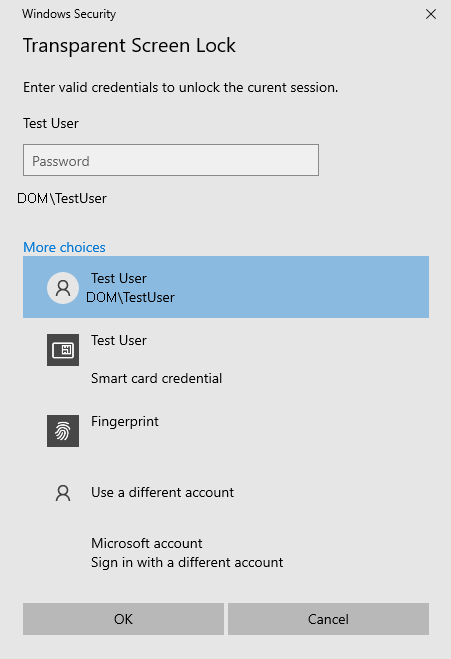 Windows Security
Transparent Screen Lock
Enter valid credentials to unlock the curent session.
Test User
Password
DOM\TestUser
More choices
Test User
DOM\TestUser
Test User
Smart card credential
Fingerprint
Use a different account
Microsoft account
Sign in with a different account
OK
Cancel